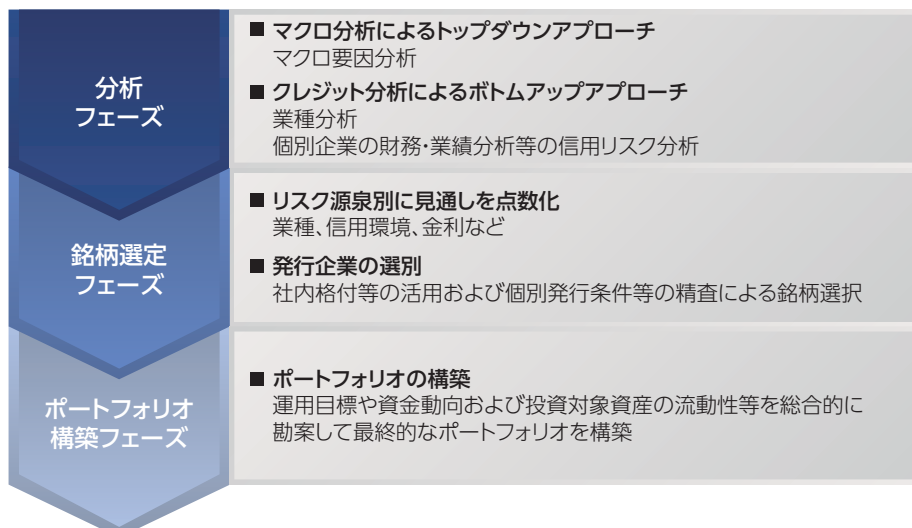 分析
フェーズ
■ マクロ分析によるトップダウンアプローチ
マクロ要因分析
■ クレジット分析によるボトムアップアプローチ
業種分析
個別企業の財務・業績分析等の信用リスク分析
銘柄選定
フェーズ
■ リスク源泉別に見通しを点数化
業種、信用環境、金利など
■ 発行企業の選別
社内格付等の活用および個別発行条件等の精査による銘柄選択
ポートフォリオ
構築フェーズ
■ ポートフォリオの構築
運用目標や資金動向および投資対象資産の流動性等を総合的に
勘案して最終的なポートフォリオを構築